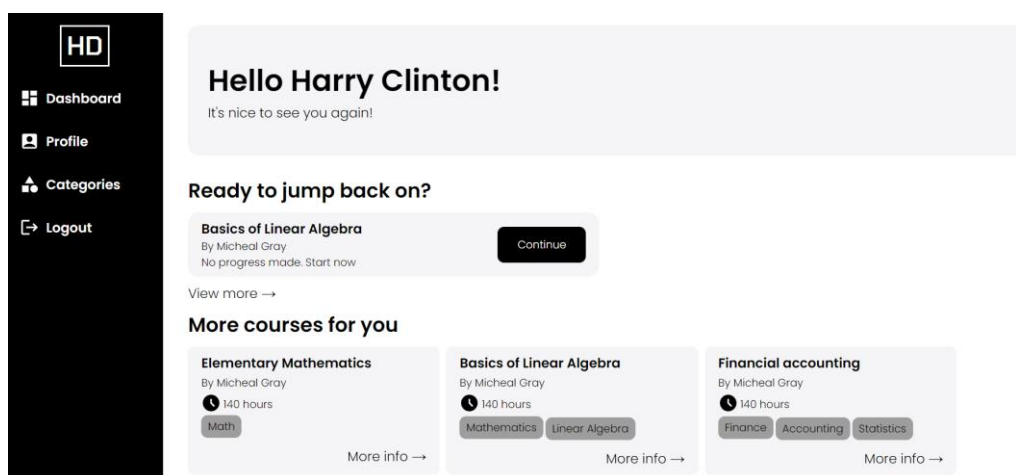 HD
Dashboard
Profile
Categories
Logout
Hello Harry Clinton!
It's nice to see you again!
Ready to jump back on?
Basics of Linear Algebra
By Micheal Gray
No progress made. Start now
Continue
View more →
More courses for you
Elementary Mathematics
By Micheal Gray
140 hours
Math
More info →
Basics of Linear Algebra
By Micheal Gray
140 hours
Mathematics Linear Algebra
More info →
Financial accounting
By Micheal Gray
140 hours
Finance Accounting Statistics
More info →